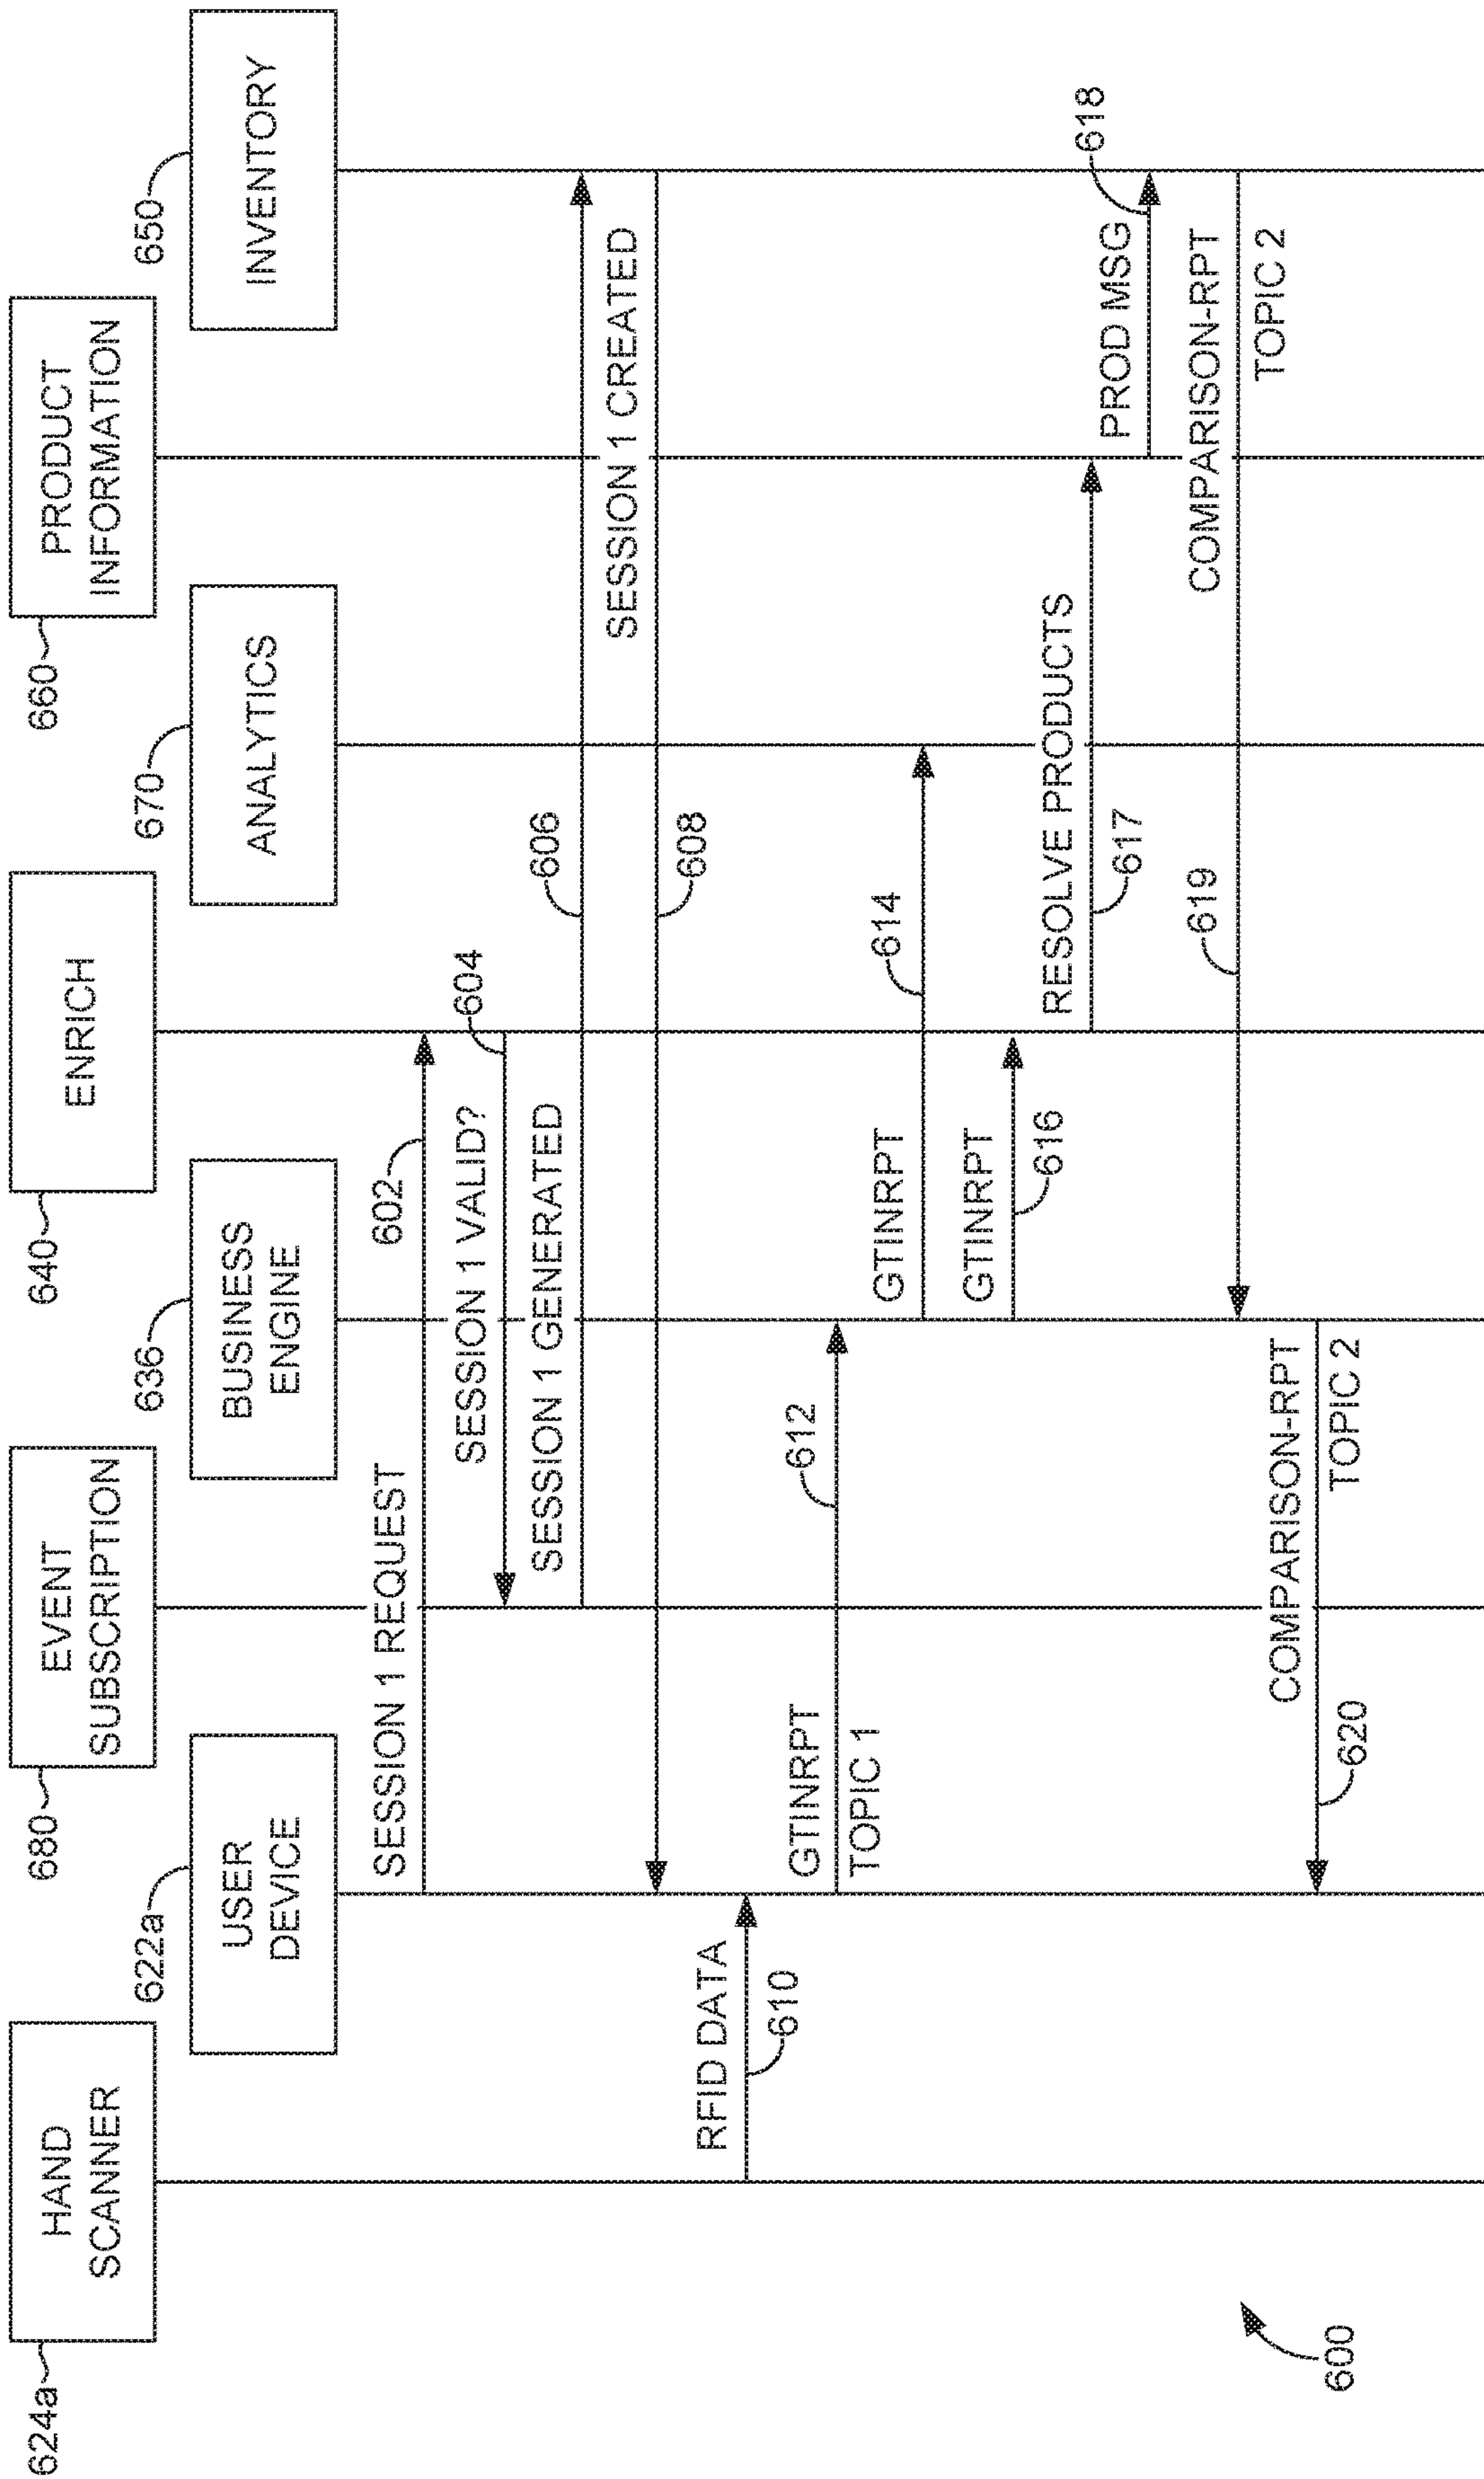 624a
HAND
SCANNER
622a
USER
DEVICE
680
EVENT
SUBSCRIPTION
636
BUSINESS
ENGINE
640
ENRICH
670
ANALYTICS
660
PRODUCT
INFORMATION
650
INVENTORY
SESSION 1 REQUEST
602
SESSION 1 VALID?
604
SESSION 1 GENERATED
606
SESSION 1 CREATED
608
RFID DATA
610
GTINRPT
TOPIC 1
612
GTINRPT
614
GTINRPT
616
RESOLVE PRODUCTS
617
PROD MSG
618
COMPARISON-RPT
TOPIC 2
619
COMPARISON-RPT
TOPIC 2
620
600